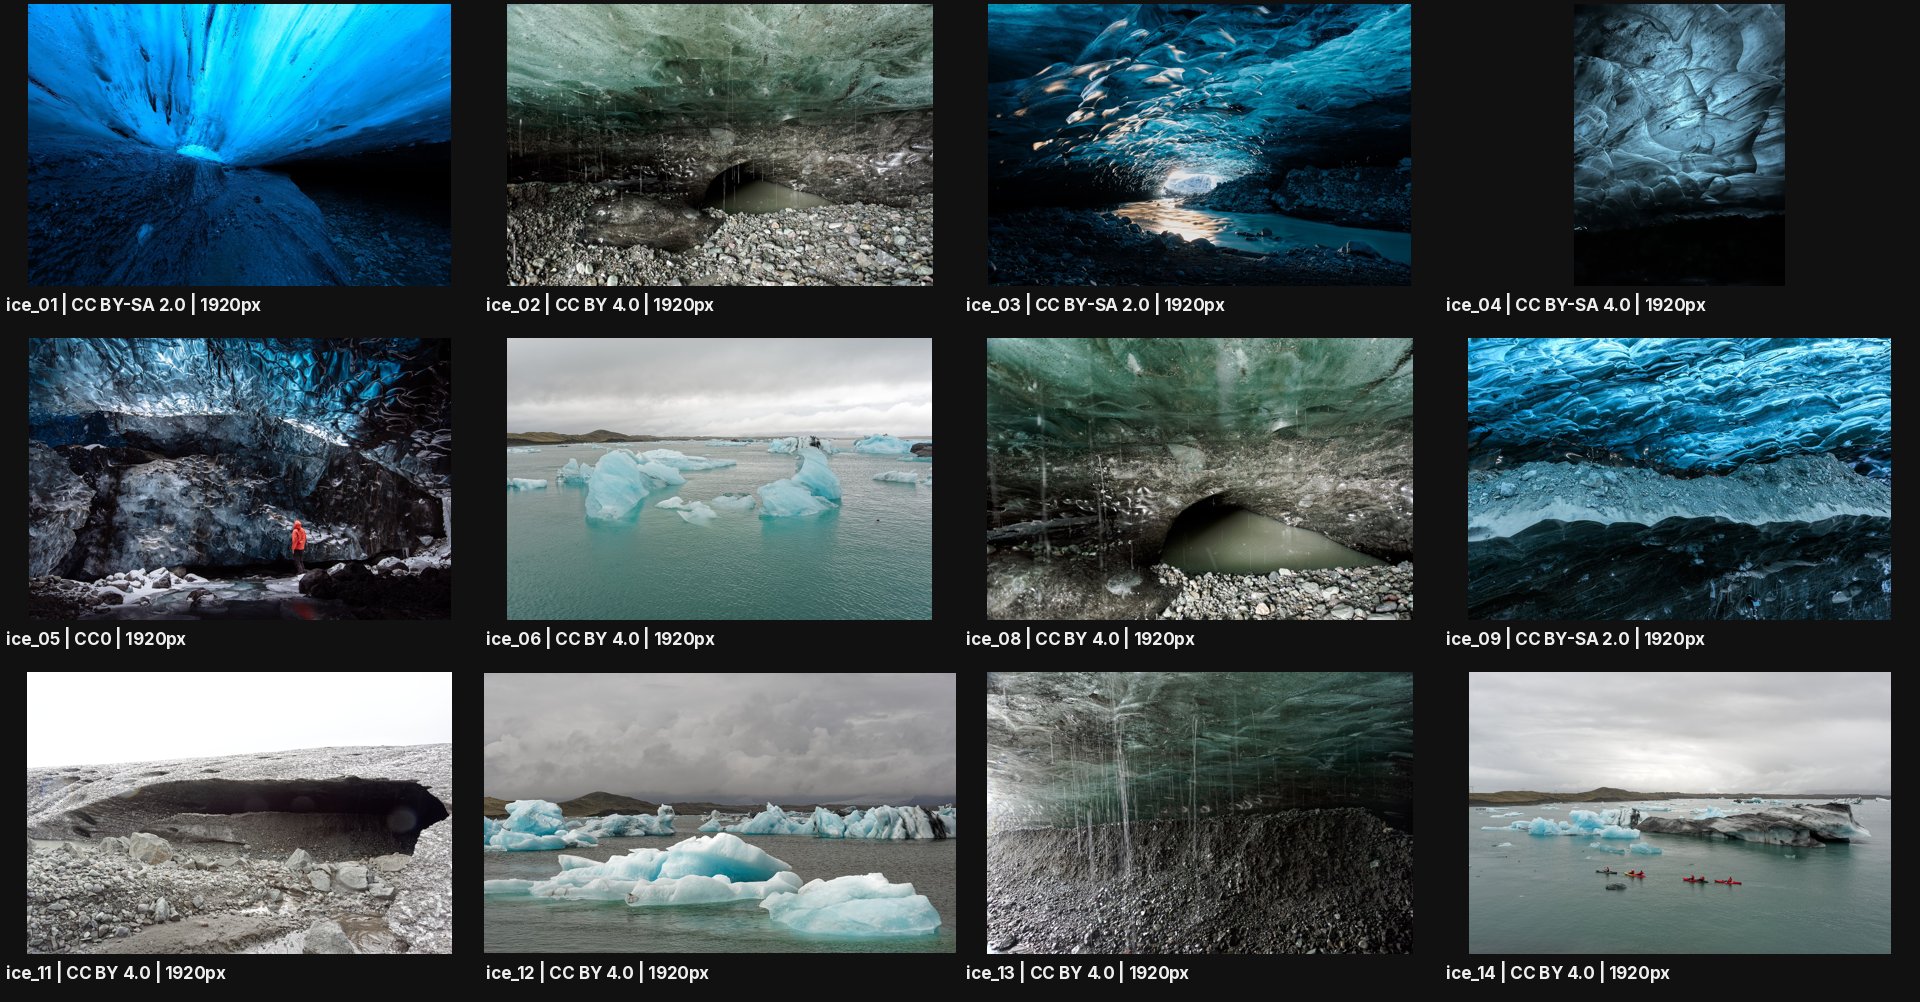 ice_01 | CC BY-SA 2.0 | 1920px
ice_02 | CC BY 4.0 | 1920px
ice_03 | CC BY-SA 2.0 | 1920px
ice_04 | CC BY-SA 4.0 | 1920px
ice_05 | CC0 | 1920px
ice_06 | CC BY 4.0 | 1920px
ice_08 | CC BY 4.0 | 1920px
ice_09 | CC BY-SA 2.0 | 1920px
ice_11 | CC BY 4.0 | 1920px
ice_12 | CC BY 4.0 | 1920px
ice_13 | CC BY 4.0 | 1920px
ice_14 | CC BY 4.0 | 1920px